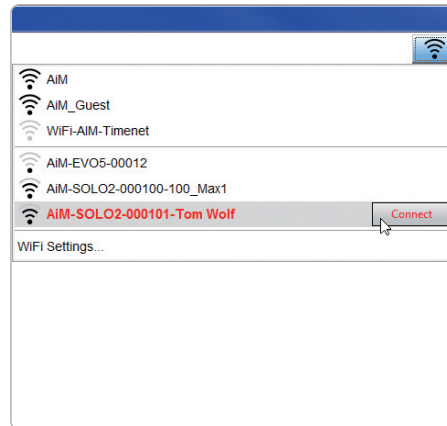 AiM
AiM_Guest
WiFi-AIM-Timenet
AiM-EVO5-00012
AiM-SOLO2-000100-100_Max1
AiM-SOLO2-000101-Tom Wolf Connect
WiFi Settings...